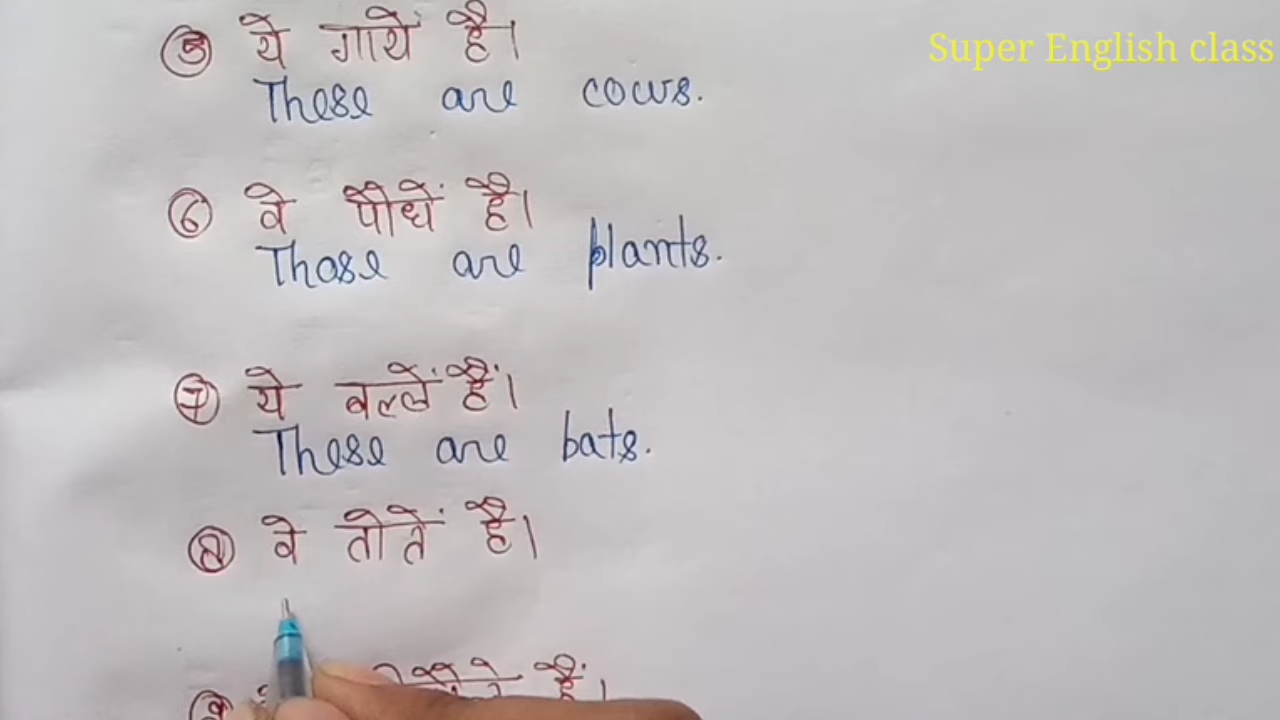 Super English class
⑤ ये गायें है।
These are cows.
⑥ वे पौधें है।
Those are plants.
⑦ ये बल्लें हैं।
These are bats.
⑧ वे तोतें है।
हैं।